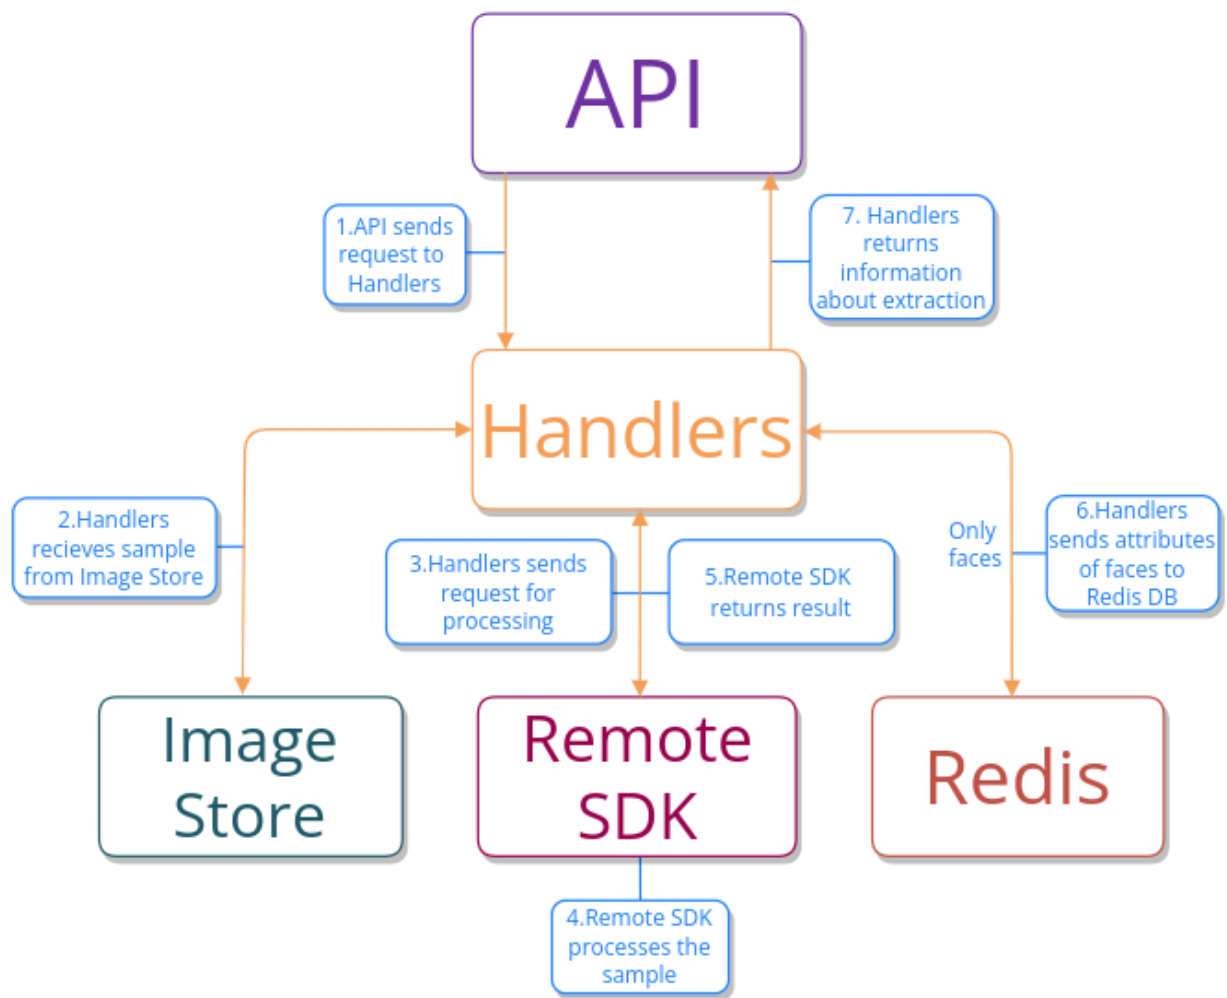 API
1.API sends
request to
Handlers
7. Handlers
returns
information
about extraction
Handlers
2.Handlers
recieves sample
from Image Store
3.Handlers sends
request for
processing
5.Remote SDK
returns result
Only
faces
6.Handlers
sends attributes
of faces to
Redis DB
Image
Store
Remote
SDK
Redis
4.Remote SDK
processes the
sample